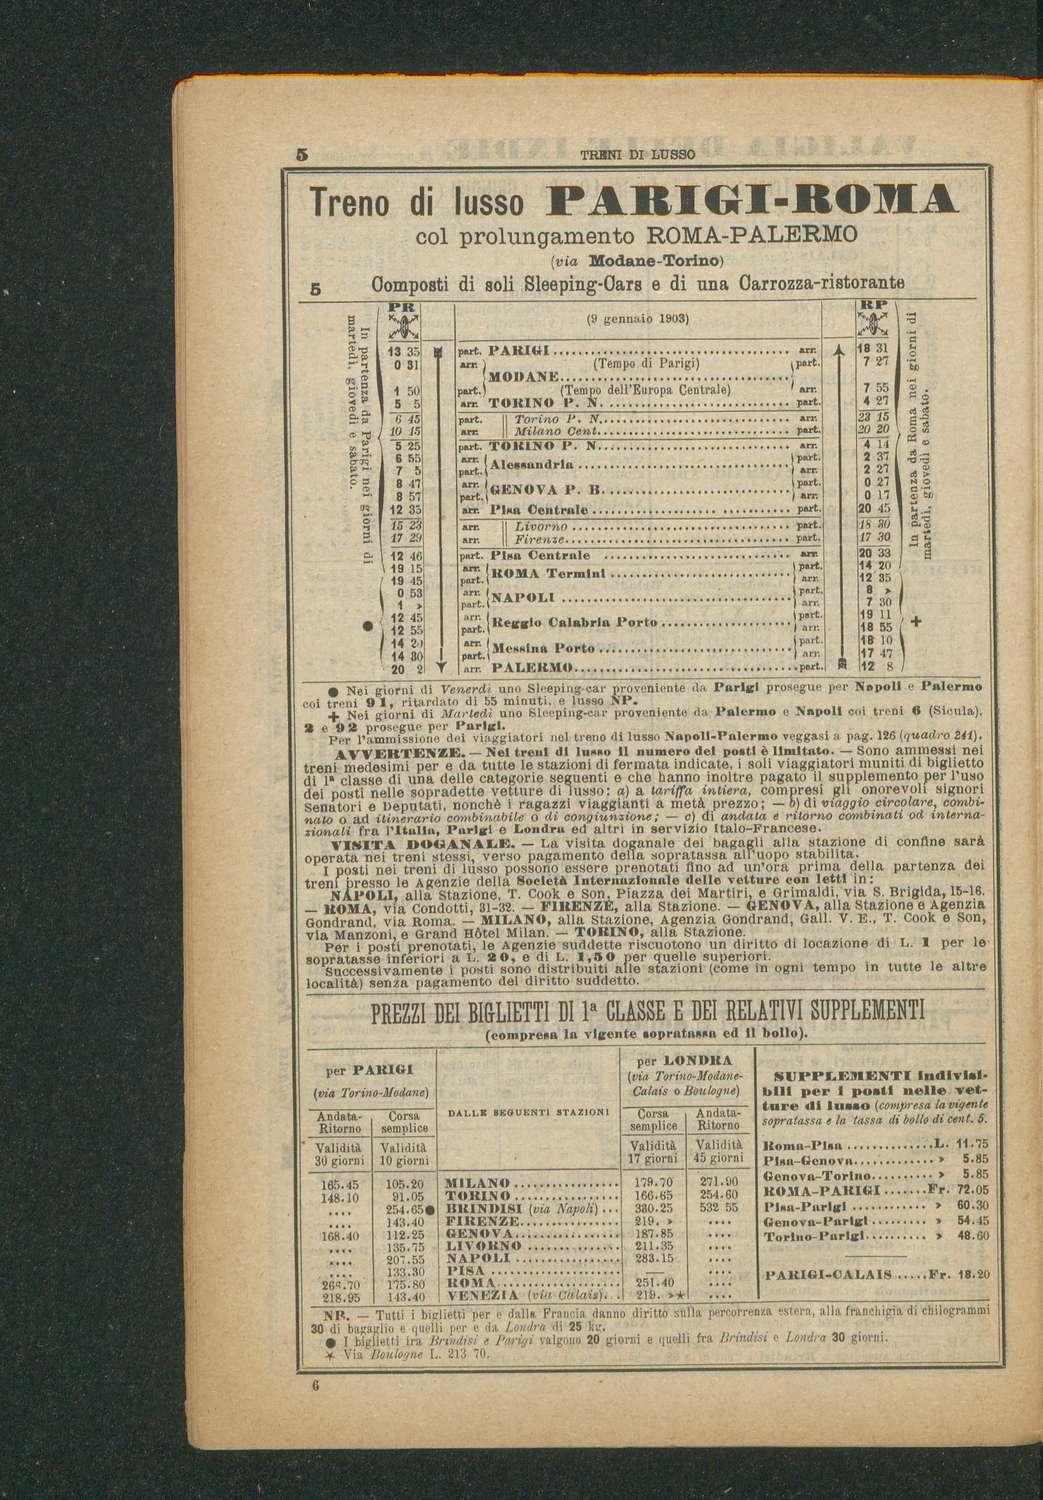 5 TRENI DI LUSSO
Treno di lusso PARIGI-ROMA
col prolungamento ROMA-PALERMO
(via Modane-Torino)
5 Composti di soli Sleeping-Cars e di una Carrozza-ristorante
PR (9 gennaio 1903) RP
In partenza da Parigi nei giorni di
martedì, giovedì e sabato.
13 35 part. PARIGI arr. 18 31
0 31 arr. (Tempo di Parigi) part. 7 27
MODANE
1 50 part. (Tempo dell'Europa Centrale) arr. 7 55
5 5 arr. TORINO P. N. part. 4 27
6 45 part. Torino P. N. arr. 23 15
10 15 arr. Milano Cent. part. 20 20
5 25 part. TORINO P. N. arr. 4 14
6 55 arr. part. 2 37
Alessandria
7 5 part. arr. 2 27
8 47 arr. part. 0 27
GENOVA P. B.
8 57 part. arr. 0 17
12 35 arr. Pisa Centrale part. 20 45
15 23 arr. Livorno part. 18 30
17 29 arr. Firenze part. 17 30
12 46 part. Pisa Centrale arr. 20 33
19 15 arr. part. 14 20
ROMA Termini
19 45 part. arr. 12 35
0 53 arr. part. 8 »
NAPOLI
1 » part. arr. 7 30
12 45 arr. part. 19 11
● Reggio Calabria Porto +
12 55 part. arr. 18 55
14 20 arr. part. 18 10
Messina Porto
14 30 part. arr. 17 47
20 2 arr. PALERMO part. 12 8
In partenza da Roma nei giorni di
martedì, giovedì e sabato.
● Nei giorni di Venerdì uno Sleeping-car proveniente da Parigi prosegue per Napoli e Palermo
coi treni 91, ritardato di 55 minuti, e lusso NP.
+ Nei giorni di Martedì uno Sleeping-car proveniente da Palermo e Napoli coi treni 6 (Sicula),
2 e 92 prosegue per Parigi.
Per l'ammissione dei viaggiatori nel treno di lusso Napoli-Palermo veggasi a pag. 126 (quadro 241).
AVVERTENZE. — Nei treni di lusso il numero dei posti è limitato. — Sono ammessi nei
treni medesimi per e da tutte le stazioni di fermata indicate, i soli viaggiatori muniti di biglietto
di 1ª classe di una delle categorie seguenti e che hanno inoltre pagato il supplemento per l'uso
dei posti nelle sopradette vetture di lusso: a) a tariffa intiera, compresi gli onorevoli signori
Senatori e Deputati, nonchè i ragazzi viaggianti a metà prezzo; — b) di viaggio circolare, combi-
nato o ad itinerario combinabile o di congiunzione; — c) di andata e ritorno combinati od interna-
zionali fra l'Italia, Parigi e Londra ed altri in servizio Italo-Francese.
VISITA DOGANALE. — La visita doganale dei bagagli alla stazione di confine sarà
operata nei treni stessi, verso pagamento della sopratassa all'uopo stabilita.
I posti nei treni di lusso possono essere prenotati fino ad un'ora prima della partenza dei
treni presso le Agenzie della Società Internazionale delle vetture con letti in:
NAPOLI, alla Stazione, T. Cook e Son, Piazza dei Martiri, e Grimaldi, via S. Brigida, 15-16.
— ROMA, via Condotti, 31-32. — FIRENZE, alla Stazione. — GENOVA, alla Stazione e Agenzia
Gondrand, via Roma. — MILANO, alla Stazione, Agenzia Gondrand, Gall. V. E., T. Cook e Son,
via Manzoni, e Grand Hôtel Milan. — TORINO, alla Stazione.
Per i posti prenotati, le Agenzie suddette riscuotono un diritto di locazione di L. 1 per le
sopratasse inferiori a L. 20, e di L. 1,50 per quelle superiori.
Successivamente i posti sono distribuiti alle stazioni (come in ogni tempo in tutte le altre
località) senza pagamento del diritto suddetto.
PREZZI DEI BIGLIETTI DI 1ª CLASSE E DEI RELATIVI SUPPLEMENTI
(compresa la vigente sopratassa ed il bollo).
per PARIGI
(via Torino-Modane)
Andata-Ritorno Corsa semplice
Validità 30 giorni Validità 10 giorni
DALLE SEGUENTI STAZIONI
per LONDRA
(via Torino-Modane-
Calais o Boulogne)
Corsa semplice Andata-Ritorno
Validità 17 giorni Validità 45 giorni
165.45 105.20 MILANO 179.70 271.90
148.10 91.05 TORINO 166.65 254.60
.... 254.65● BRINDISI (via Napoli) 380.25 532 55
.... 143.40 FIRENZE 219. » ....
168.40 112.25 GENOVA 187.85 ....
.... 135.75 LIVORNO 211.35 ....
.... 207.55 NAPOLI 283.15 ....
.... 133.30 PISA ....
266.70 175.80 ROMA 251.40 ....
218.95 143.40 VENEZIA (via Calais) 219. »★ ....
SUPPLEMENTI indivisi-
bili per i posti nelle vet-
ture di lusso (compresa la vigente
sopratassa e la tassa di bollo di cent. 5.
Roma-Pisa L. 11.75
Pisa-Genova » 5.85
Genova-Torino » 5.85
ROMA-PARIGI Fr. 72.05
Pisa-Parigi » 60.30
Genova-Parigi » 54.45
Torino-Parigi » 48.60
PARIGI-CALAIS Fr. 18.20
NB. — Tutti i biglietti per e dalla Francia danno diritto sulla percorrenza estera, alla franchigia di chilogrammi
30 di bagaglio e quelli per e da Londra di 25 kg.
● I biglietti fra Brindisi e Parigi valgono 20 giorni e quelli fra Brindisi e Londra 30 giorni.
★ Via Boulogne L. 213 70.
6